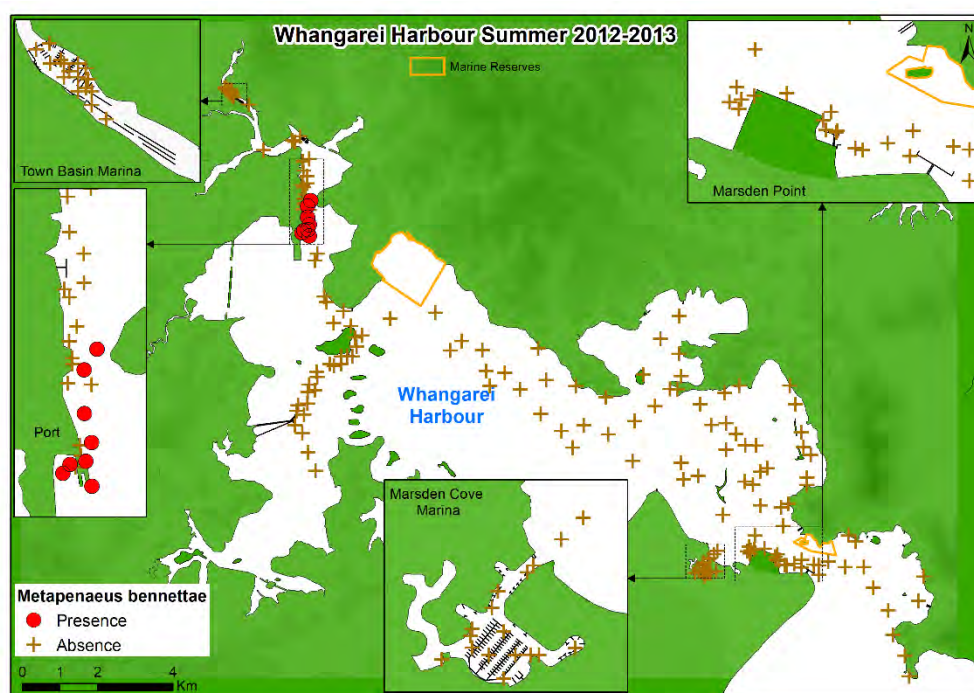 Whangarei Harbour Summer 2012-2013
Marine Reserves
N
Town Basin Marina
Marsden Point
Port
Whangarei
Harbour
Marsden Cove
Marina
Metapenaeus bennettae
Presence
Absence
0 1 2 4
Km